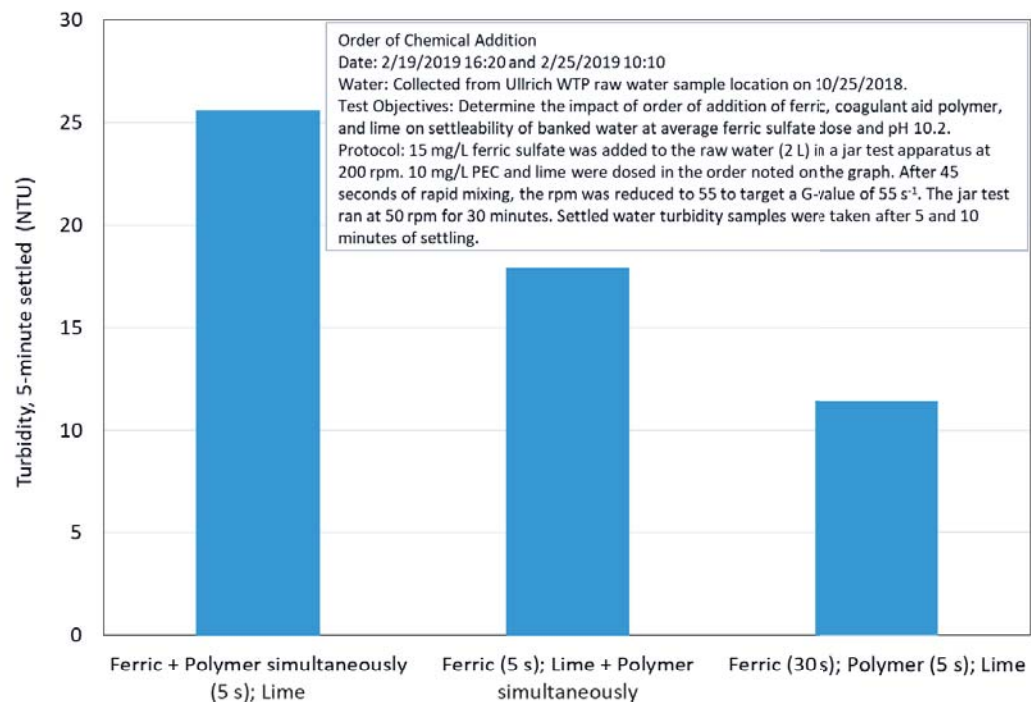 30
25
20
15
10
5
0
Turbidity, 5-minute settled (NTU)
Order of Chemical Addition
Date: 2/19/2019 16:20 and 2/25/2019 10:10
Water: Collected from Ullrich WTP raw water sample location on 10/25/2018.
Test Objectives: Determine the impact of order of addition of ferric, coagulant aid polymer,
and lime on settleability of banked water at average ferric sulfate dose and pH 10.2.
Protocol: 15 mg/L ferric sulfate was added to the raw water (2 L) in a jar test apparatus at
200 rpm. 10 mg/L PEC and lime were dosed in the order noted on the graph. After 45
seconds of rapid mixing, the rpm was reduced to 55 to target a G-value of 55 s⁻¹. The jar test
ran at 50 rpm for 30 minutes. Settled water turbidity samples were taken after 5 and 10
minutes of settling.
Ferric + Polymer simultaneously
(5 s); Lime
Ferric (5 s); Lime + Polymer
simultaneously
Ferric (30 s); Polymer (5 s); Lime